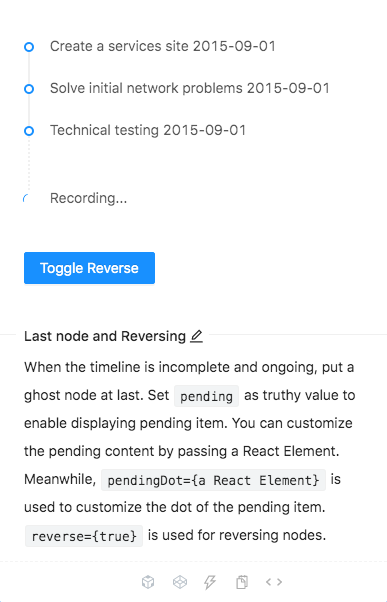 Create a services site 2015-09-01
Solve initial network problems 2015-09-01
Technical testing 2015-09-01
Recording...
Toggle Reverse
Last node and Reversing
When the timeline is incomplete and ongoing, put a
ghost node at last. Set pending as truthy value to
enable displaying pending item. You can customize
the pending content by passing a React Element.
Meanwhile, pendingDot={a React Element} is
used to customize the dot of the pending item.
reverse={true} is used for reversing nodes.